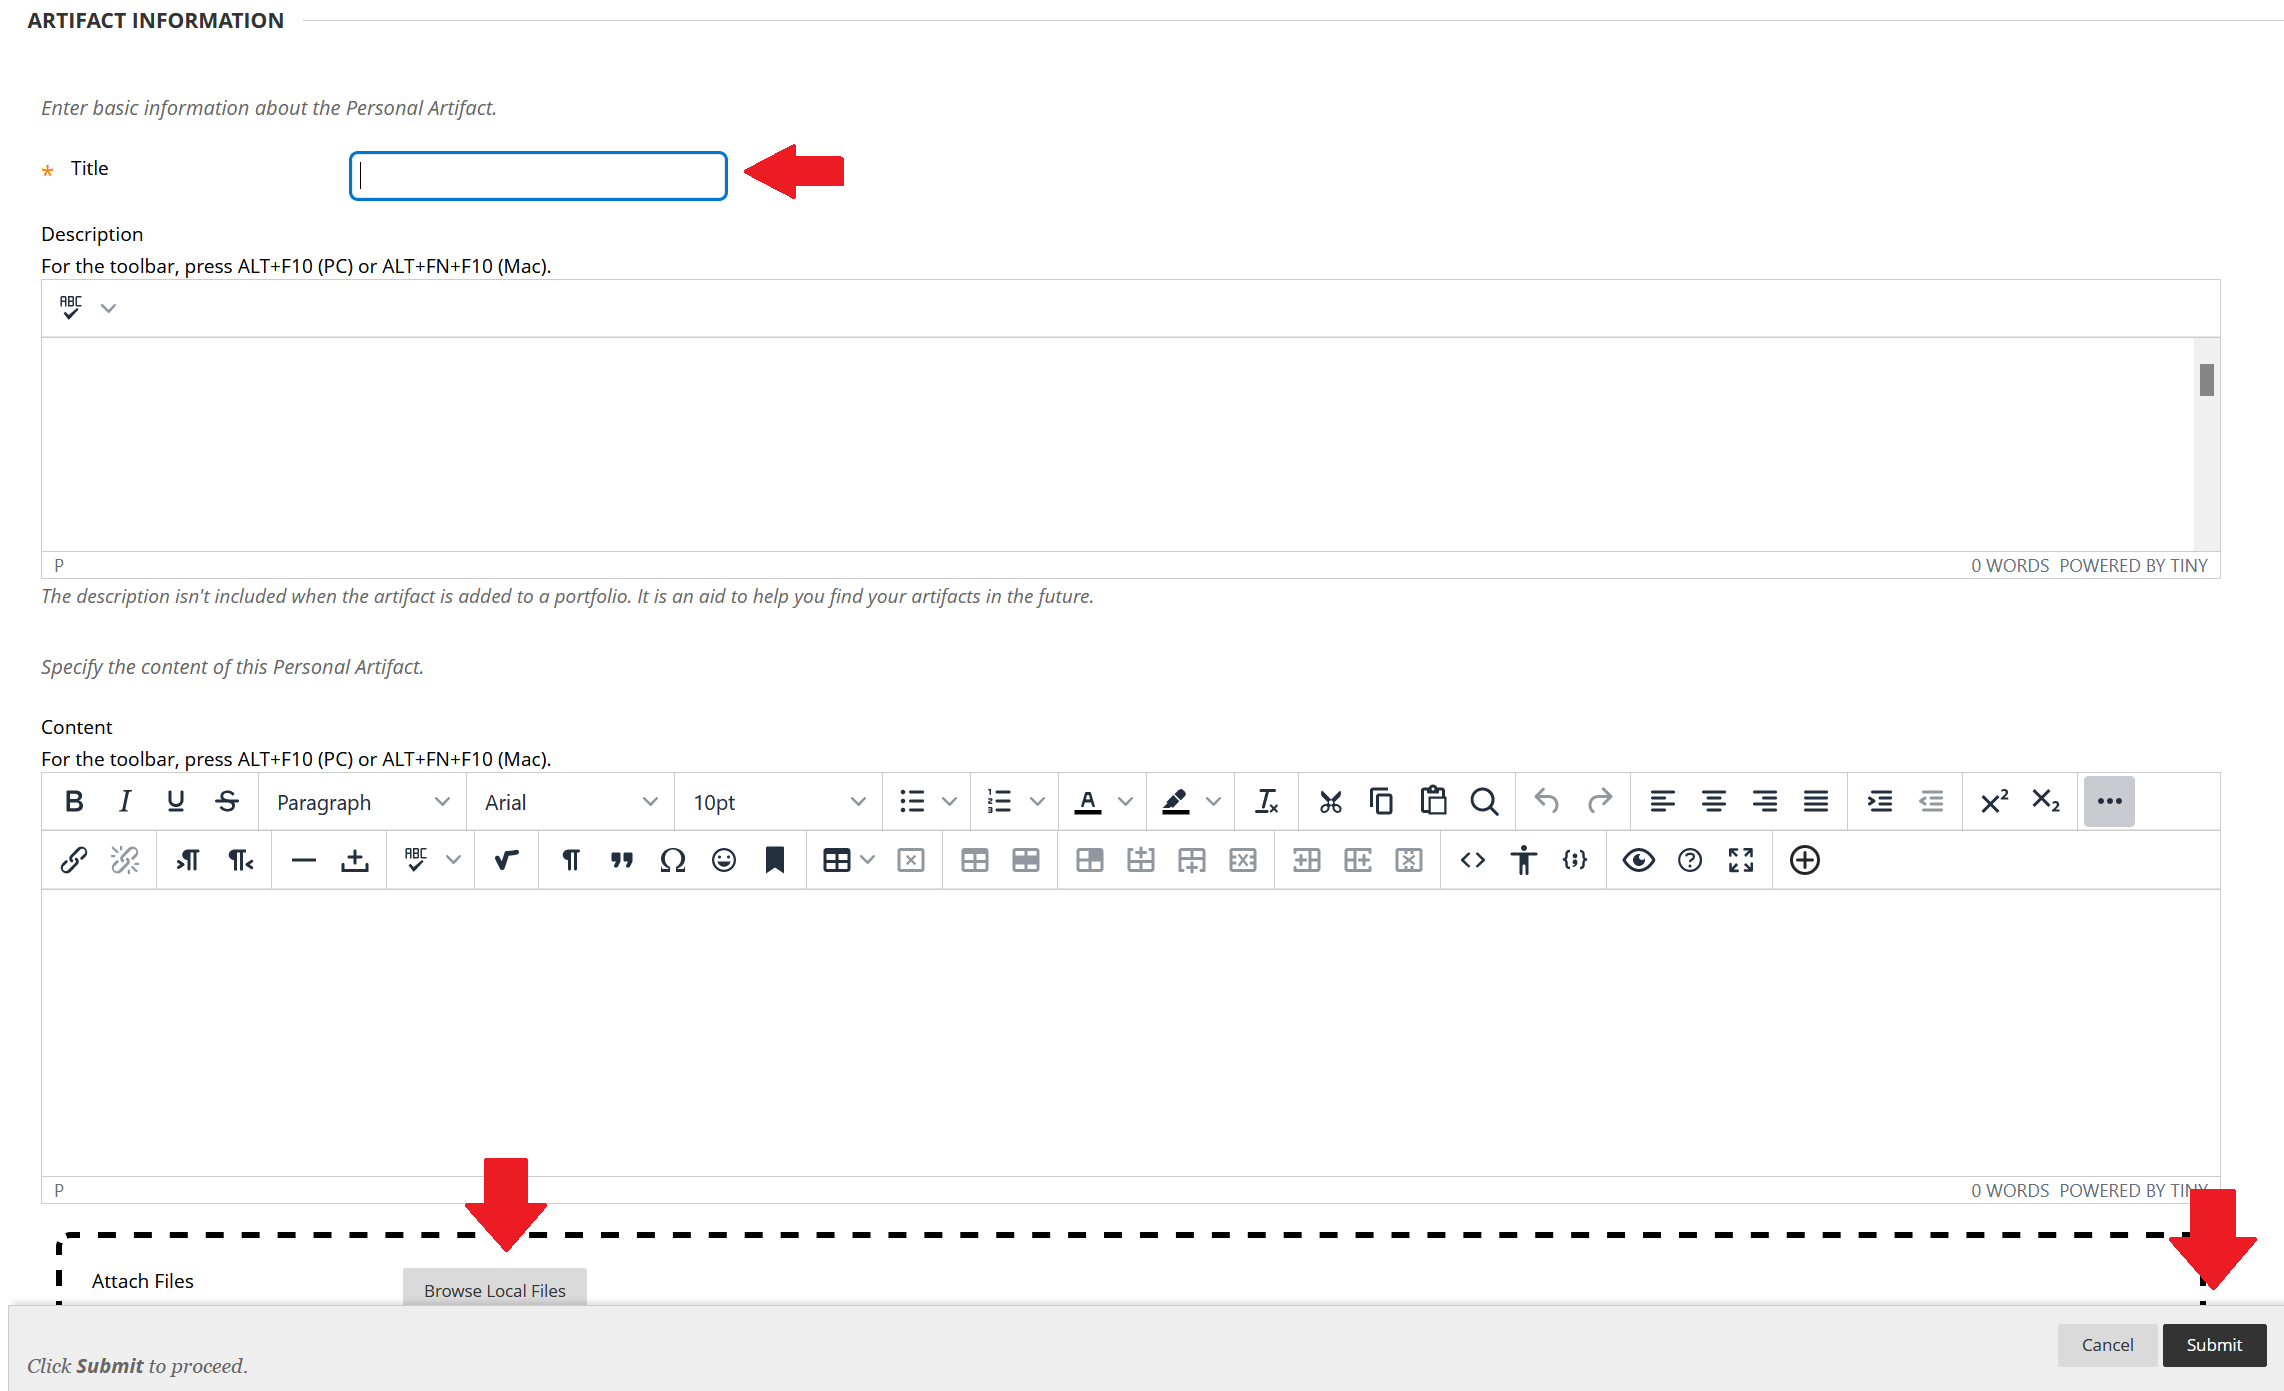 ARTIFACT INFORMATION
Enter basic information about the Personal Artifact.
* Title
Description
For the toolbar, press ALT+F10 (PC) or ALT+FN+F10 (Mac).
ABC
P 0 WORDS POWERED BY TINY
The description isn't included when the artifact is added to a portfolio. It is an aid to help you find your artifacts in the future.
Specify the content of this Personal Artifact.
Content
For the toolbar, press ALT+F10 (PC) or ALT+FN+F10 (Mac).
B I U S Paragraph Arial 10pt A X² X₂
ABC
P 0 WORDS POWERED BY TINY
Attach Files Browse Local Files
Click Submit to proceed. Cancel Submit